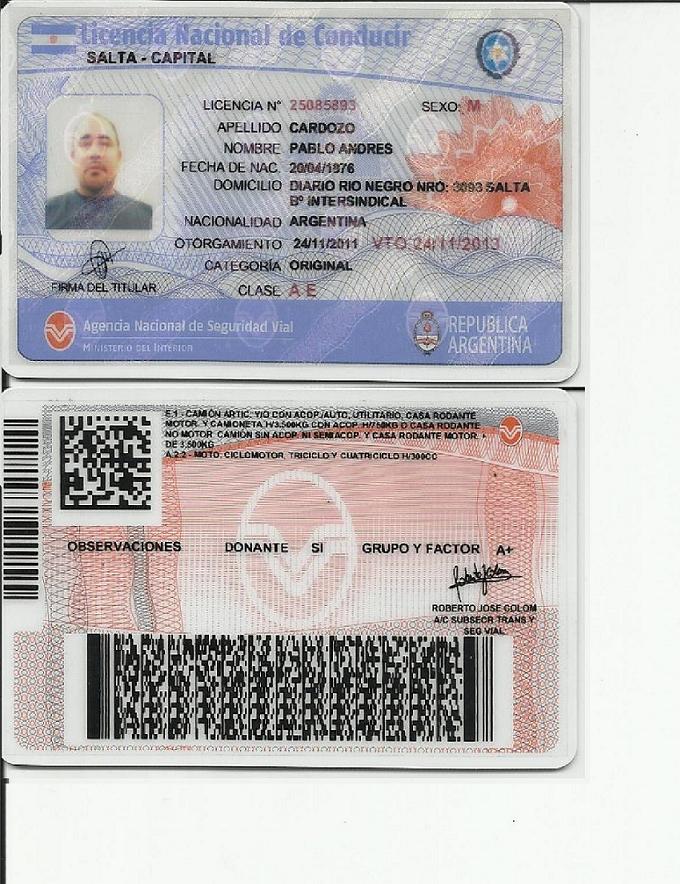 Licencia Nacional de Conducir
SALTA - CAPITAL
LICENCIA N° 25085893 SEXO: M
APELLIDO CARDOZO
NOMBRE PABLO ANDRES
FECHA DE NAC. 20/04/1976
DOMICILIO DIARIO RIO NEGRO NRO: 3093 SALTA
Bº INTERSINDICAL
NACIONALIDAD ARGENTINA
OTORGAMIENTO 24/11/2011 VTO 24/11/2013
CATEGORÍA ORIGINAL
FIRMA DEL TITULAR
CLASE A E
Agencia Nacional de Seguridad Vial
MINISTERIO DEL INTERIOR
REPUBLICA
ARGENTINA
E.1 - CAMIÓN ARTIC. Y/O CON ACOP./AUTO, UTILITARIO, CASA RODANTE
MOTOR. Y CAMIONETA H/3.500KG CON ACOP. H/750KG O CASA RODANTE
NO MOTOR. CAMIÓN SIN ACOP. NI SEMIACOP. Y CASA RODANTE MOTOR. +
DE 3.500KG
A.2.2 - MOTO, CICLOMOTOR, TRICICLO Y CUATRICICLO H/300CC
OBSERVACIONES DONANTE SI GRUPO Y FACTOR A+
ROBERTO JOSE COLOM
A/C SUBSECR TRANS Y
SEG VIAL